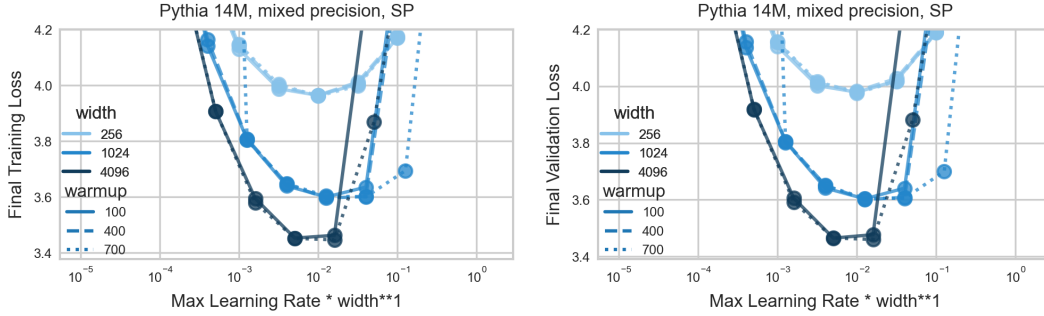 Pythia 14M, mixed precision, SP
Final Training Loss
4.2
4.0
3.8
3.6
3.4
width
256
1024
4096
warmup
100
400
700
10⁻⁵ 10⁻⁴ 10⁻³ 10⁻² 10⁻¹ 10⁰
Max Learning Rate * width**1
Pythia 14M, mixed precision, SP
Final Validation Loss
4.2
4.0
3.8
3.6
3.4
width
256
1024
4096
warmup
100
400
700
10⁻⁵ 10⁻⁴ 10⁻³ 10⁻² 10⁻¹ 10⁰
Max Learning Rate * width**1